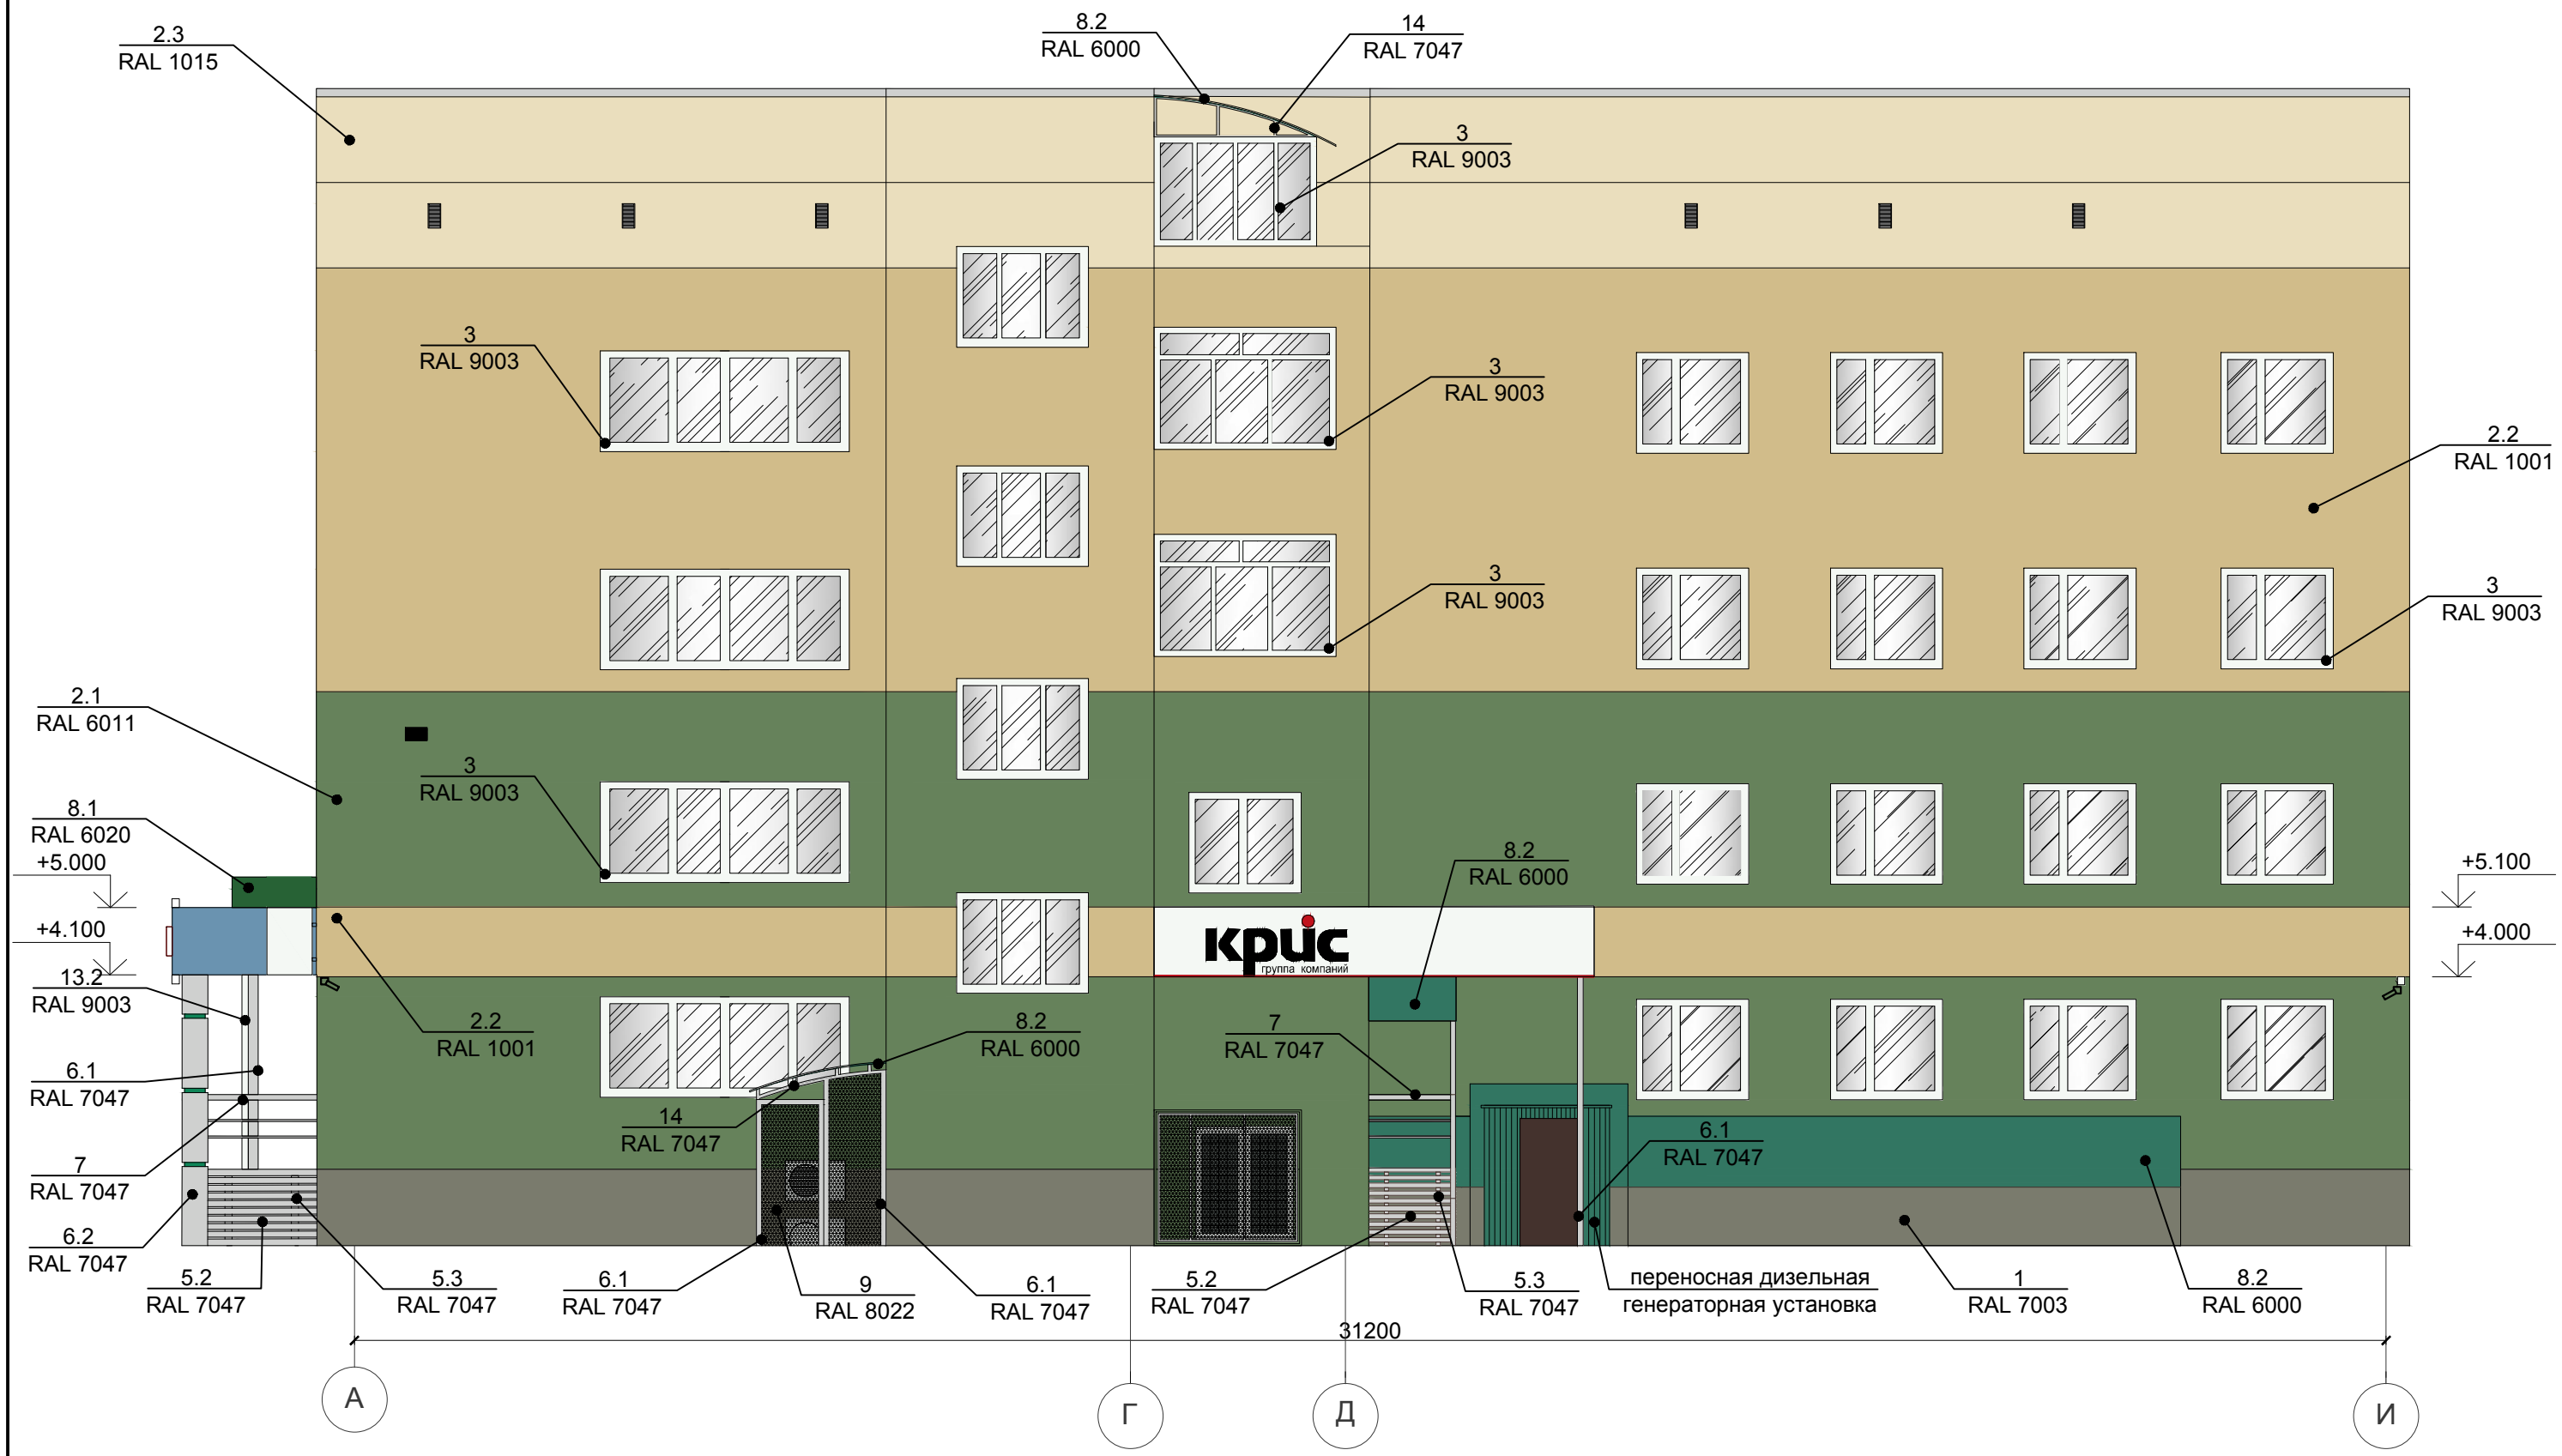 2.3
RAL 1015
8.2
RAL 6000
14
RAL 7047
3
RAL 9003
3
RAL 9003
3
RAL 9003
2.2
RAL 1001
3
RAL 9003
3
RAL 9003
2.1
RAL 6011
3
RAL 9003
8.1
RAL 6020
+5.000
8.2
RAL 6000
+5.100
+4.100
крис
группа компаний
+4.000
13.2
RAL 9003
2.2
RAL 1001
8.2
RAL 6000
7
RAL 7047
6.1
RAL 7047
14
RAL 7047
6.1
RAL 7047
7
RAL 7047
6.2
RAL 7047
5.2
RAL 7047
5.3
RAL 7047
6.1
RAL 7047
9
RAL 8022
6.1
RAL 7047
5.2
RAL 7047
5.3
RAL 7047
переносная дизельная
генераторная установка
1
RAL 7003
8.2
RAL 6000
31200
А
Г
Д
И